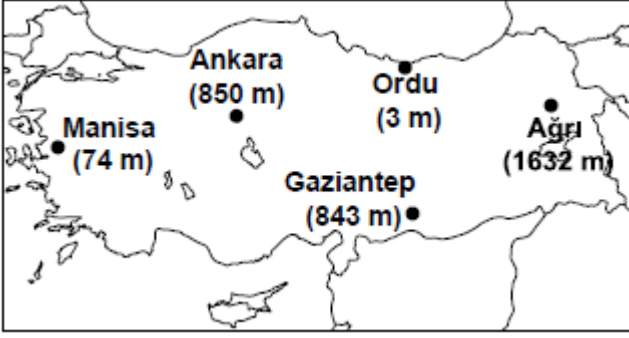 Ankara
(850 m)
Ordu
(3 m)
Manisa
(74 m)
Ağrı
(1632 m)
Gaziantep
(843 m)